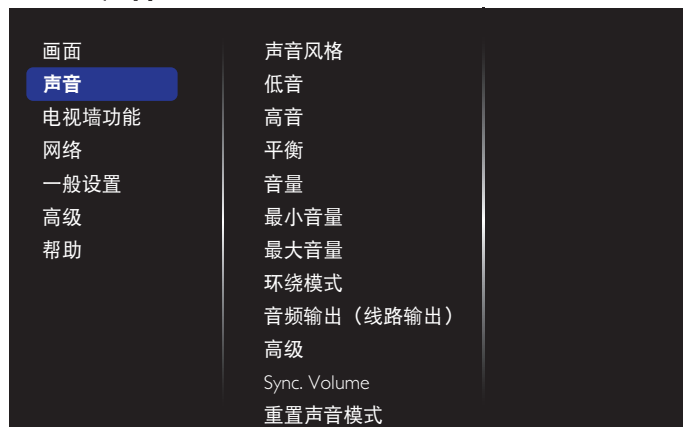 画面
声音
电视墙功能
网络
一般设置
高级
帮助
声音风格
低音
高音
平衡
音量
最小音量
最大音量
环绕模式
音频输出（线路输出）
高级
Sync. Volume
重置声音模式